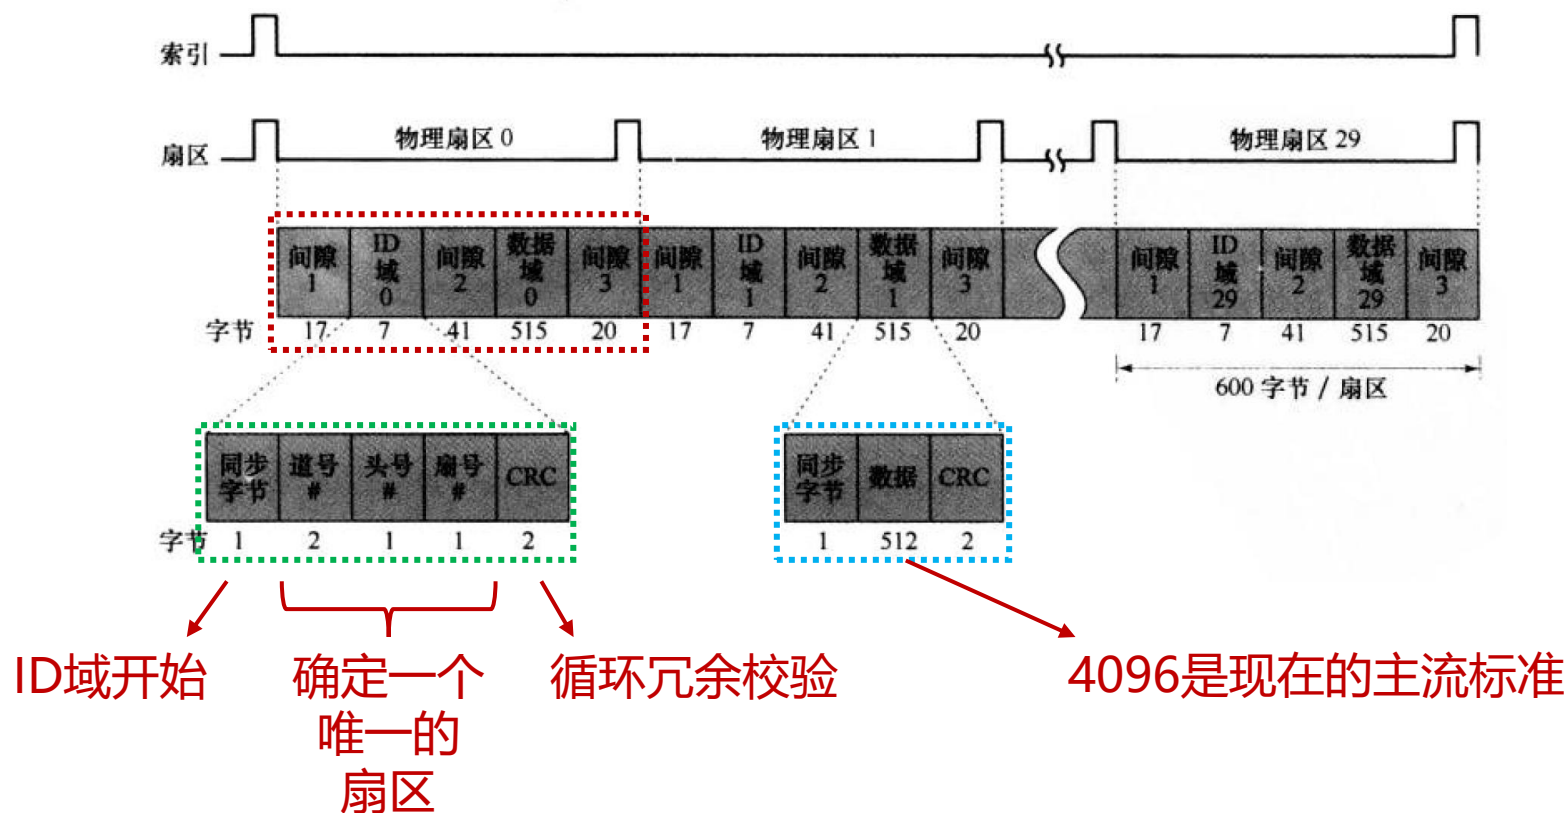 索引
扇区
物理扇区 0
物理扇区 1
物理扇区 29
间隙 1
ID 域 0
间隙 2
数据 域 0
间隙 3
间隙 1
ID 域 1
间隙 2
数据 域 1
间隙 3
间隙 1
ID 域 29
间隙 2
数据 域 29
间隙 3
字节 17 7 41 515 20 17 7 41 515 20 17 7 41 515 20
600 字节 / 扇区
同步 字节
道号 #
头号 #
扇号 #
CRC
同步 字节
数据
CRC
字节 1 2 1 1 2 1 512 2
ID域开始
确定一个
唯一的
扇区
循环冗余校验
4096是现在的主流标准